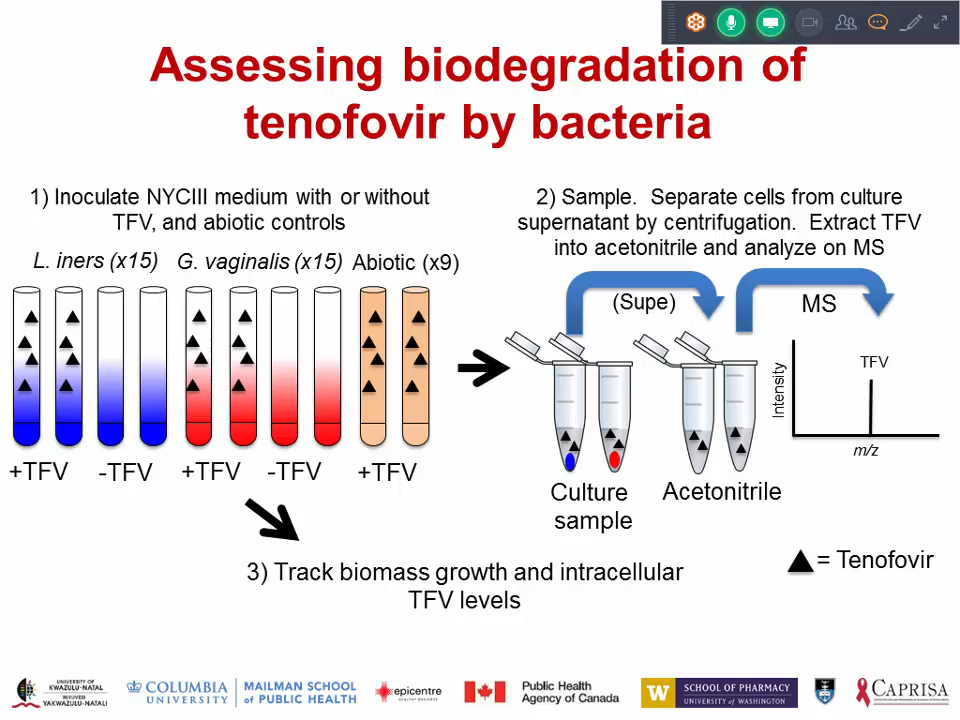 Assessing biodegradation of
tenofovir by bacteria
1) Inoculate NYCIII medium with or without
TFV, and abiotic controls
L. iners (x15) G. vaginalis (x15) Abiotic (x9)
+TFV -TFV +TFV -TFV +TFV
2) Sample. Separate cells from culture
supernatant by centrifugation. Extract TFV
into acetonitrile and analyze on MS
(Supe) MS
TFV
Intensity
m/z
Culture
sample
Acetonitrile
= Tenofovir
3) Track biomass growth and intracellular
TFV levels
UNIVERSITY OF
KWAZULU-NATAL
INYUVESI
YAKWAZULU-NATALI
COLUMBIA
UNIVERSITY
MAILMAN SCHOOL
OF PUBLIC HEALTH
epicentre
Public Health
Agency of Canada
W
SCHOOL OF PHARMACY
UNIVERSITY of WASHINGTON
CAPRISA